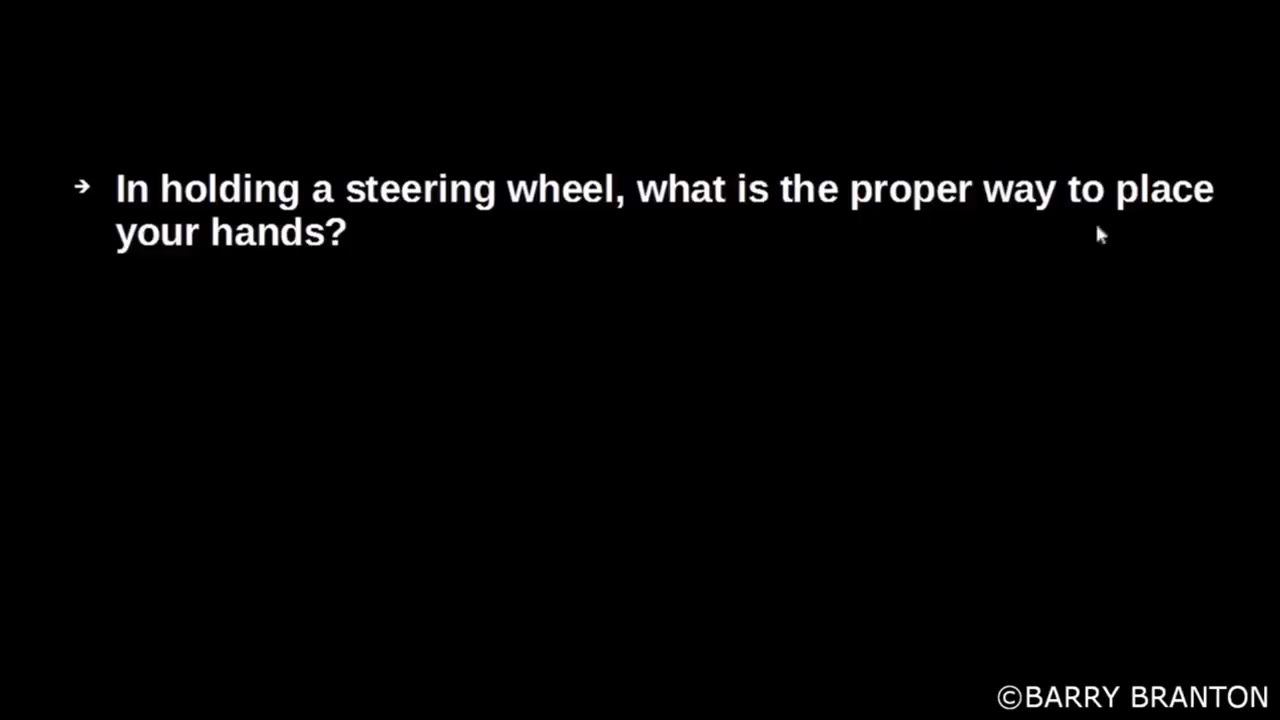 ➔ In holding a steering wheel, what is the proper way to place
your hands?
©BARRY BRANTON